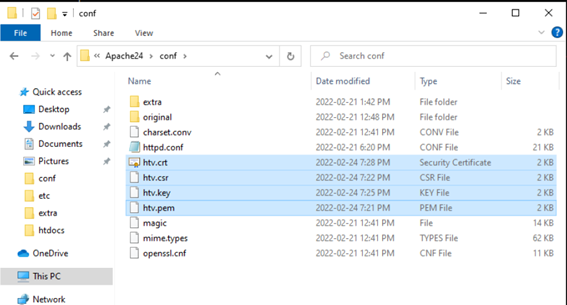 conf
File Home Share View
Apache24 conf Search conf
Name Date modified Type Size
Quick access
Desktop
Downloads
Documents
Pictures
conf
etc
extra
htdocs
OneDrive
This PC
Network
extra 2022-02-21 1:42 PM File folder
original 2022-02-21 12:48 PM File folder
charset.conv 2022-02-21 12:41 PM CONV File 2 KB
httpd.conf 2022-02-21 6:20 PM CONF File 21 KB
htv.crt 2022-02-24 7:28 PM Security Certificate 2 KB
htv.csr 2022-02-24 7:22 PM CSR File 2 KB
htv.key 2022-02-24 7:25 PM KEY File 2 KB
htv.pem 2022-02-24 7:21 PM PEM File 2 KB
magic 2022-02-21 12:41 PM File 14 KB
mime.types 2022-02-21 12:41 PM TYPES File 62 KB
openssl.cnf 2022-02-21 12:41 PM CNF File 11 KB